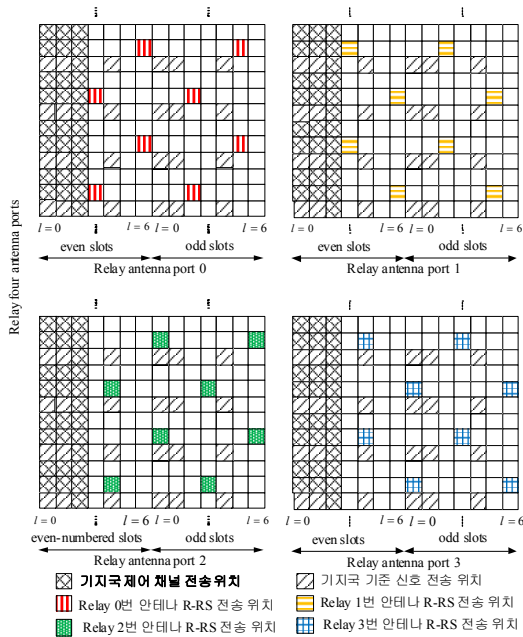 Relay four antenna ports
l = 0 l = 6 l = 0 l = 6
even slots odd slots
Relay antenna port 0
l = 0 l = 6 l = 0 l = 6
even slots odd slots
Relay antenna port 1
l = 0 l = 6 l = 0 l = 6
even-numbered slots odd slots
Relay antenna port 2
l = 0 l = 6 l = 0 l = 6
even slots odd slots
Relay antenna port 3
기지국 제어 채널 전송 위치
기지국 기준 신호 전송 위치
Relay 0번 안테나 R-RS 전송 위치
Relay 1번 안테나 R-RS 전송 위치
Relay 2번 안테나 R-RS 전송 위치
Relay 3번 안테나 R-RS 전송 위치